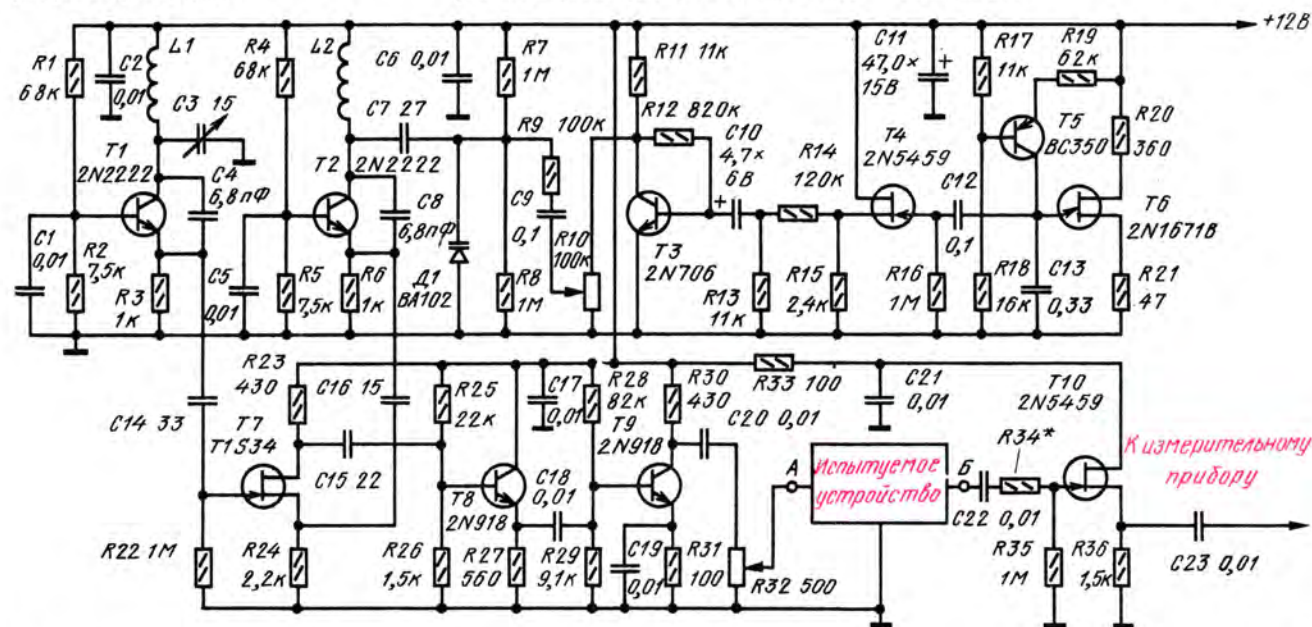 +12В
R1
68к
C2
0,01
L1
C3 15
R4
68к
L2
C6 0,01
C7 27
R7
1М
R9 100к
R11 11к
R12 820к
C10
4,7×
6В
C11
47,0×
15В
R17
11к
R19
62к
T1
2N2222
C4
6,8пФ
T2
2N2222
C8
6,8пФ
C9
0,1
R10
100к
R14
120к
T4
2N5459
C12
0,1
T5
BC350
R20
360
T6
2N1671B
C1
0,01
R2
7,5к
R3
1к
C5
0,01
R5
7,5к
R6
1к
Д1
BA102
R8
1М
T3
2N706
R13
11к
R15
2,4к
R16
1М
R18
16к
C13
0,33
R21
47
R23
430
C16 15
R25
22к
C17
0,01
R28
82к
R30
430
R33 100
C21
0,01
T10
2N5459
C14 33
T7
T1S34
C15 22
T8
2N918
C18
0,01
T9
2N918
C20 0,01
А
Испытуемое
устройство
Б
R34*
К измерительному
прибору
C22 0,01
R22 1М
R24
2,2к
R26
1,5к
R27
560
R29
9,1к
C19
0,01
R31
100
R32 500
R35
1М
R36
1,5к
C23 0,01